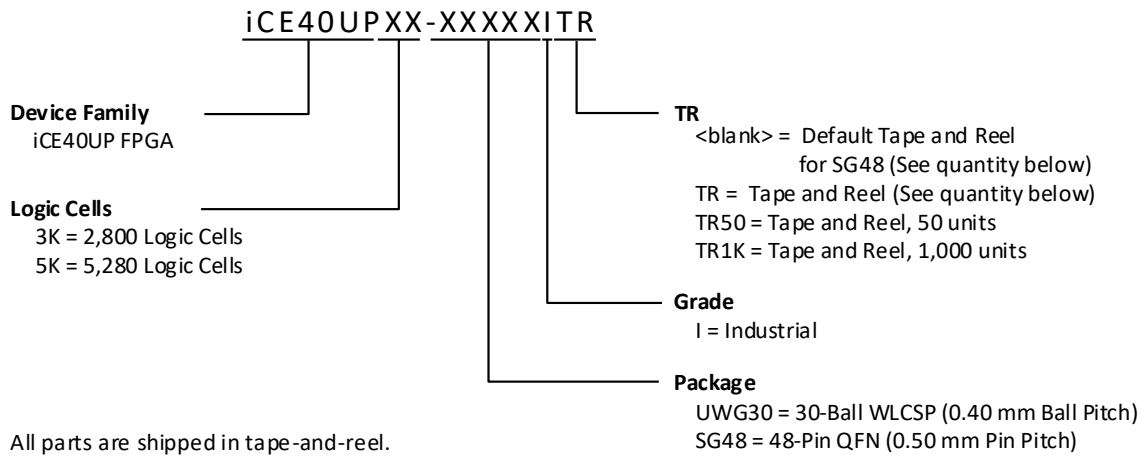 iCE40UPXX-XXXXXITR
Device Family
iCE40UP FPGA
Logic Cells
3K = 2,800 Logic Cells
5K = 5,280 Logic Cells
TR
<blank> = Default Tape and Reel
for SG48 (See quantity below)
TR = Tape and Reel (See quantity below)
TR50 = Tape and Reel, 50 units
TR1K = Tape and Reel, 1,000 units
Grade
I = Industrial
Package
UWG30 = 30-Ball WLCSP (0.40 mm Ball Pitch)
SG48 = 48-Pin QFN (0.50 mm Pin Pitch)
All parts are shipped in tape-and-reel.